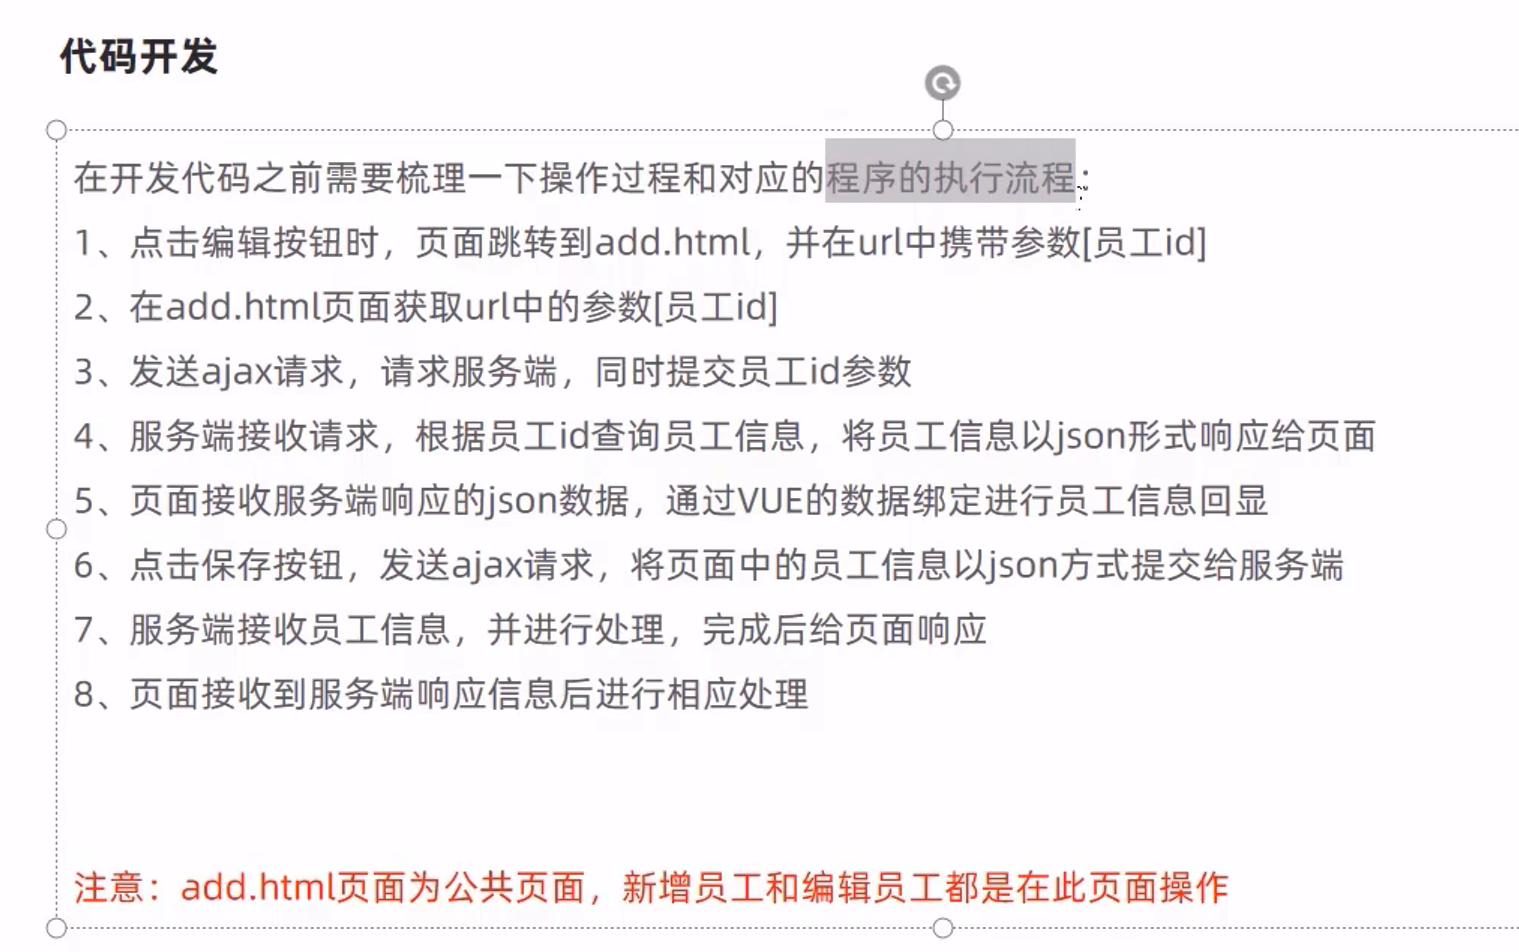 代码开发
在开发代码之前需要梳理一下操作过程和对应的程序的执行流程：
1、点击编辑按钮时，页面跳转到add.html，并在url中携带参数[员工id]
2、在add.html页面获取url中的参数[员工id]
3、发送ajax请求，请求服务端，同时提交员工id参数
4、服务端接收请求，根据员工id查询员工信息，将员工信息以json形式响应给页面
5、页面接收服务端响应的json数据，通过VUE的数据绑定进行员工信息回显
6、点击保存按钮，发送ajax请求，将页面中的员工信息以json方式提交给服务端
7、服务端接收员工信息，并进行处理，完成后给页面响应
8、页面接收到服务端响应信息后进行相应处理
注意：add.html页面为公共页面，新增员工和编辑员工都是在此页面操作